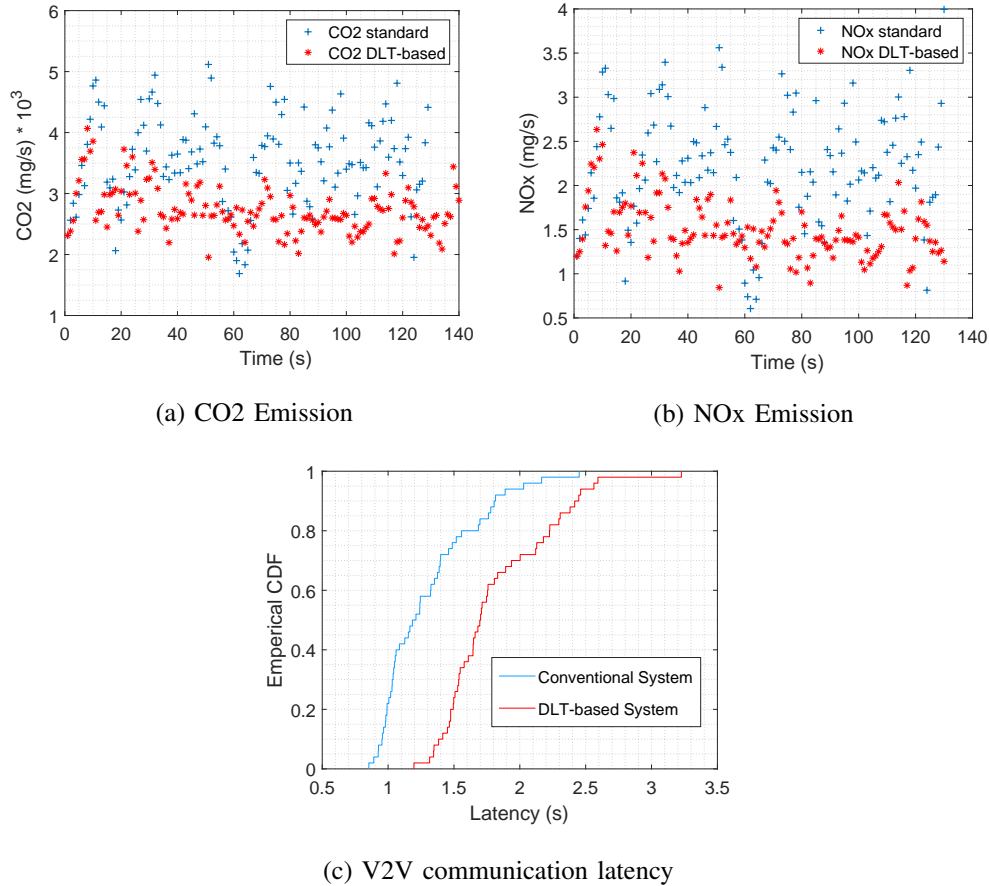 4
CO2 standard
NOx standard
CO2 DLT-based
NOx DLT-based
6
5
4
3
2
1
CO2 (mg/s) * 10^3
0 20 40 60 80 100 120 140
Time (s)
3.5
3
2.5
2
1.5
1
0.5
NOx (mg/s)
0 20 40 60 80 100 120 140
Time (s)
(a) CO2 Emission
(b) NOx Emission
1
0.8
0.6
0.4
0.2
0
Emperical CDF
Conventional System
DLT-based System
0.5 1 1.5 2 2.5 3 3.5
Latency (s)
(c) V2V communication latency